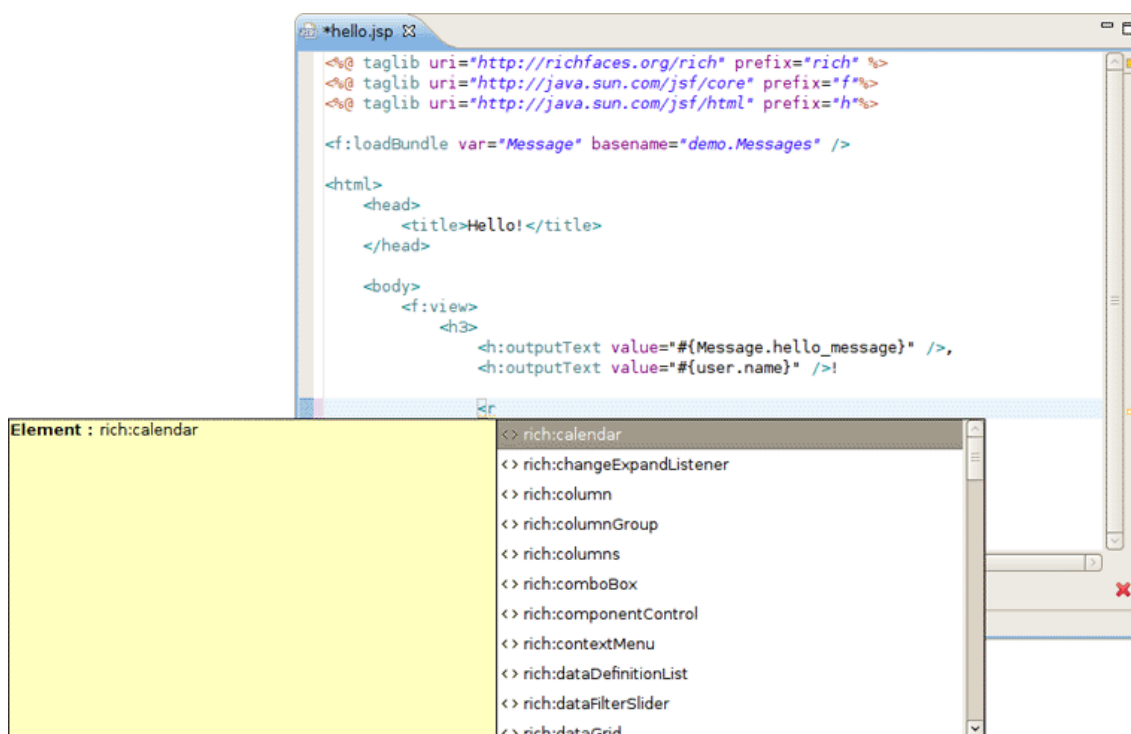 *hello.jsp
<%@ taglib uri="http://richfaces.org/rich" prefix="rich" %>
<%@ taglib uri="http://java.sun.com/jsf/core" prefix="f"%>
<%@ taglib uri="http://java.sun.com/jsf/html" prefix="h"%>
<f:loadBundle var="Message" basename="demo.Messages" />
<html>
<head>
<title>Hello!</title>
</head>
<body>
<f:view>
<h3>
<h:outputText value="#{Message.hello_message}" />,
<h:outputText value="#{user.name}" />!
<r
Element : rich:calendar
<> rich:calendar
<> rich:changeExpandListener
<> rich:column
<> rich:columnGroup
<> rich:columns
<> rich:comboBox
<> rich:componentControl
<> rich:contextMenu
<> rich:dataDefinitionList
<> rich:dataFilterSlider
<> rich:dataGrid